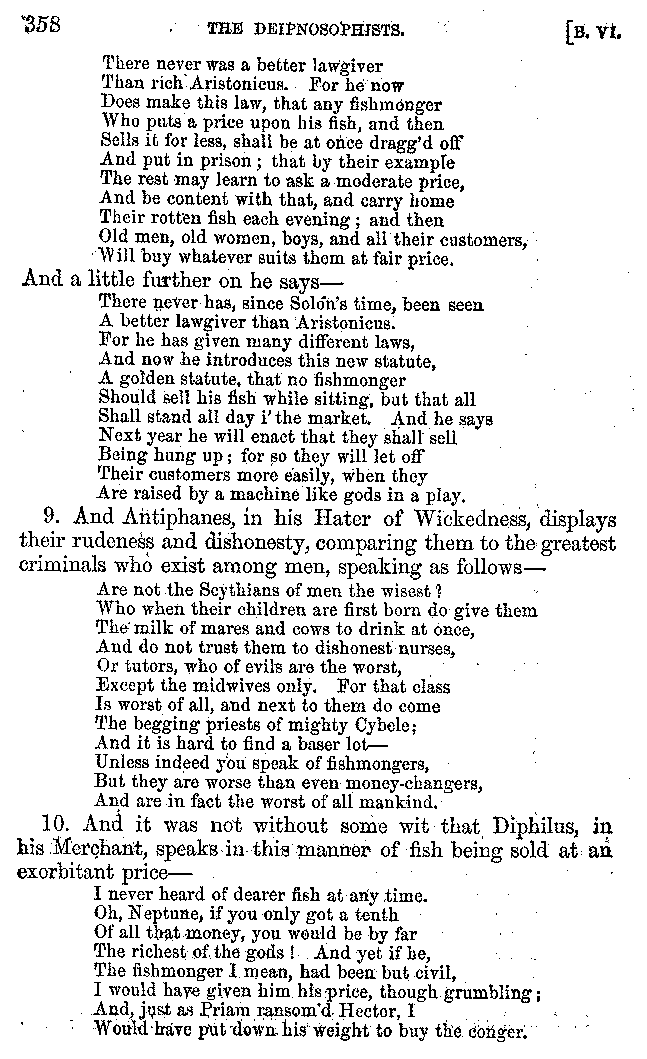 358 THE DEIPNOSOPHISTS. [B. VI.
There never was a better lawgiver
Than rich Aristonicus. For he now
Does make this law, that any fishmonger
Who puts a price upon his fish, and then
Sells it for less, shall be at once dragg'd off
And put in prison; that by their example
The rest may learn to ask a moderate price,
And be content with that, and carry home
Their rotten fish each evening; and then
Old men, old women, boys, and all their customers,
Will buy whatever suits them at fair price.
And a little further on he says—
There never has, since Solon's time, been seen
A better lawgiver than Aristonicus.
For he has given many different laws,
And now he introduces this new statute,
A golden statute, that no fishmonger
Should sell his fish while sitting, but that all
Shall stand all day i' the market. And he says
Next year he will enact that they shall sell
Being hung up; for so they will let off
Their customers more easily, when they
Are raised by a machine like gods in a play.
9. And Antiphanes, in his Hater of Wickedness, displays
their rudeness and dishonesty, comparing them to the greatest
criminals who exist among men, speaking as follows—
Are not the Scythians of men the wisest?
Who when their children are first born do give them
The milk of mares and cows to drink at once,
And do not trust them to dishonest nurses,
Or tutors, who of evils are the worst,
Except the midwives only. For that class
Is worst of all, and next to them do come
The begging priests of mighty Cybele;
And it is hard to find a baser lot—
Unless indeed you speak of fishmongers,
But they are worse than even money-changers,
And are in fact the worst of all mankind.
10. And it was not without some wit that Diphilus, in
his Merchant, speaks in this manner of fish being sold at an
exorbitant price—
I never heard of dearer fish at any time.
Oh, Neptune, if you only got a tenth
Of all that money, you would be by far
The richest of the gods! And yet if he,
The fishmonger I mean, had been but civil,
I would have given him his price, though grumbling;
And, just as Priam ransom'd Hector, I
Would have put down his weight to buy the conger.